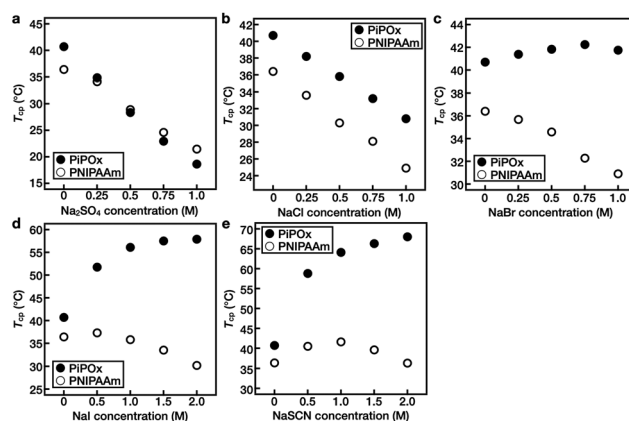 a
T_cp (°C)
45
40
35
30
25
20
15
PiPOx
PNIPAAm
0 0.25 0.5 0.75 1.0
Na₂SO₄ concentration (M)
b
T_cp (°C)
42
40
38
36
34
32
30
28
26
24
PiPOx
PNIPAAm
0 0.25 0.5 0.75 1.0
NaCl concentration (M)
c
T_cp (°C)
44
42
40
38
36
34
32
30
PiPOx
PNIPAAm
0 0.25 0.5 0.75 1.0
NaBr concentration (M)
d
T_cp (°C)
60
55
50
45
40
35
30
25
PiPOx
PNIPAAm
0 0.5 1.0 1.5 2.0
NaI concentration (M)
e
T_cp (°C)
70
65
60
55
50
45
40
35
30
PiPOx
PNIPAAm
0 0.5 1.0 1.5 2.0
NaSCN concentration (M)